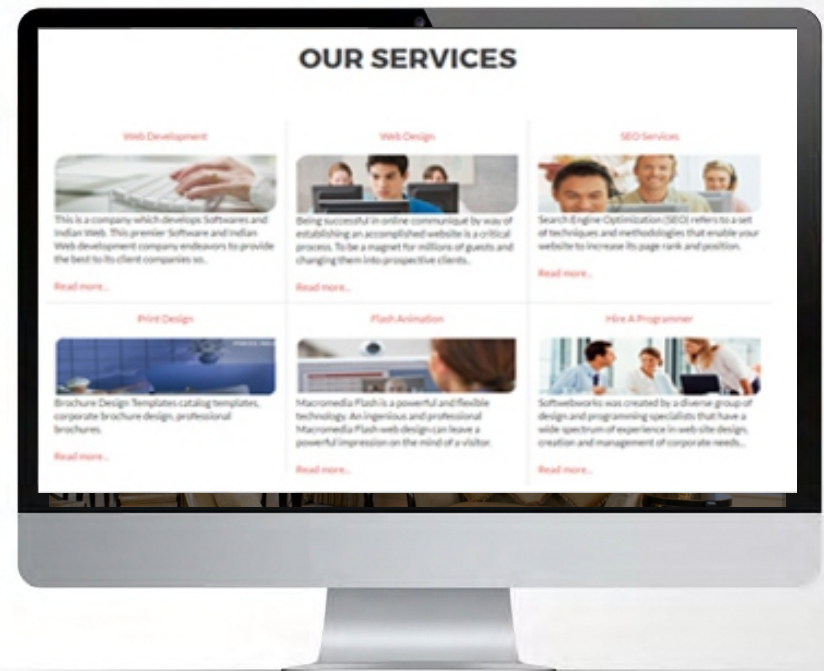 OUR SERVICES
Web Development
This is a company which develops Softwares and
Indian Web. This premier Software and Indian
Web development company endeavors to provide
the best to its client companies so..
Read more...
Web Design
Being successful in online communique by way of
establishing an accomplished website is a critical
process. To be a magnet for millions of guests and
changing them into prospective clients..
Read more...
SEO Services
Search Engine Optimization (SEO) refers to a set
of techniques and methodologies that enable your
website to increase its page rank and position.
Read more...
Print Design
Brochure Design Templates catalog templates,
corporate brochure design, professional
brochures.
Read more...
Flash Animation
Macromedia Flash is a powerful and flexible
technology. An ingenious and professional
Macromedia Flash web design can leave a
powerful impression on the mind of a visitor.
Read more...
Hire A Programmer
Softwebworks was created by a diverse group of
design and programming specialists that have a
wide spectrum of experience in web site design,
creation and management of corporate needs...
Read more...